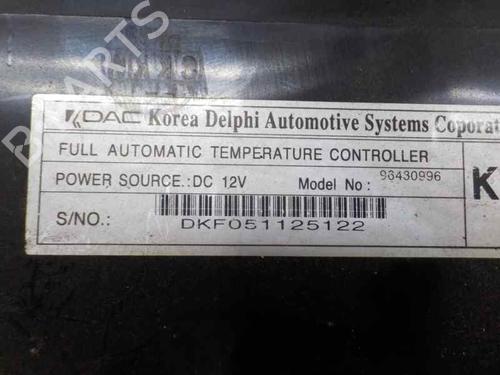 B-PARTS
KDAC Korea Delphi Automotive Systems Coporat
FULL AUTOMATIC TEMPERATURE CONTROLLER
POWER SOURCE.: DC 12V Model No : 96430996
K
S/NO.:
DKF051125122